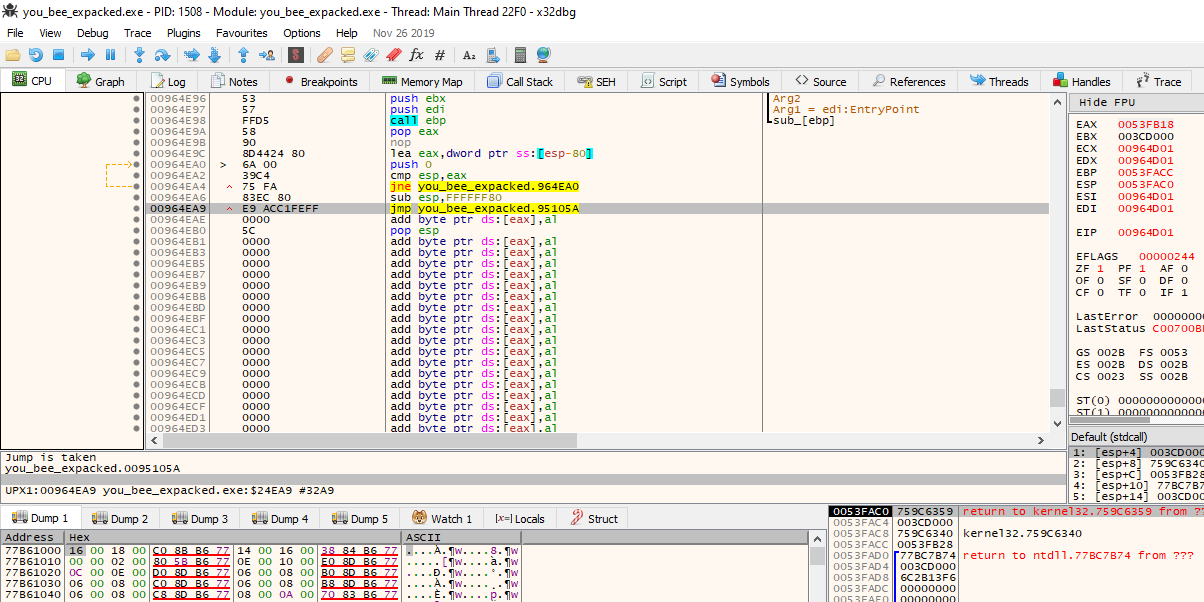 you_bee_expacked.exe - PID: 1508 - Module: you_bee_expacked.exe - Thread: Main Thread 22F0 - x32dbg
File View Debug Trace Plugins Favourites Options Help Nov 26 2019
CPU Graph Log Notes Breakpoints Memory Map Call Stack SEH Script Symbols Source References Threads Handles Trace
00964E96 53 push ebx Arg2
00964E97 57 push edi Arg1 = edi:EntryPoint
00964E98 FFD5 call ebp sub_[ebp]
00964E9A 58 pop eax
00964E9B 90 nop
00964E9C 8D4424 80 lea eax,dword ptr ss:[esp-80]
00964EA0 > 6A 00 push 0
00964EA2 39C4 cmp esp,eax
00964EA4 ^ 75 FA jne you_bee_expacked.964EA0
00964EA6 83EC 80 sub esp,FFFFFF80
00964EA9 ^ E9 ACC1FEFF jmp you_bee_expacked.95105A
00964EAE 0000 add byte ptr ds:[eax],al
00964EB0 5C pop esp
00964EB1 0000 add byte ptr ds:[eax],al
00964EB3 0000 add byte ptr ds:[eax],al
00964EB5 0000 add byte ptr ds:[eax],al
00964EB7 0000 add byte ptr ds:[eax],al
00964EB9 0000 add byte ptr ds:[eax],al
00964EBB 0000 add byte ptr ds:[eax],al
00964EBD 0000 add byte ptr ds:[eax],al
00964EBF 0000 add byte ptr ds:[eax],al
00964EC1 0000 add byte ptr ds:[eax],al
00964EC3 0000 add byte ptr ds:[eax],al
00964EC5 0000 add byte ptr ds:[eax],al
00964EC7 0000 add byte ptr ds:[eax],al
00964EC9 0000 add byte ptr ds:[eax],al
00964ECB 0000 add byte ptr ds:[eax],al
00964ECD 0000 add byte ptr ds:[eax],al
00964ECF 0000 add byte ptr ds:[eax],al
00964ED1 0000 add byte ptr ds:[eax],al
00964ED3 0000 add byte ptr ds:[eax],al
Hide FPU
EAX 0053FB18
EBX 003CD000
ECX 00964D01
EDX 00964D01
EBP 0053FACC
ESP 0053FAC0
ESI 00964D01
EDI 00964D01
EIP 00964D01
EFLAGS 00000244
ZF 1 PF 1 AF 0
OF 0 SF 0 DF 0
CF 0 TF 0 IF 1
LastError 0000000
LastStatus C00700B
GS 002B FS 0053
ES 002B DS 002B
CS 0023 SS 002B
ST(0) 0000000000000
ST(1) 0000000000000
Default (stdcall)
1: [esp+4] 003CD000
2: [esp+8] 759C6340
3: [esp+C] 0053FB28
4: [esp+10] 77BC7B7
5: [esp+14] 003CD00
Jump is taken
you_bee_expacked.0095105A
UPX1:00964EA9 you_bee_expacked.exe:$24EA9 #32A9
Dump 1 Dump 2 Dump 3 Dump 4 Dump 5 Watch 1 [x=] Locals Struct
Address Hex ASCII
77B61000 16 00 18 00 C0 8B B6 77 14 00 16 00 38 84 B6 77 ....À.¶w....8.¶w
77B61010 00 00 02 00 80 5B B6 77 0E 00 10 00 E0 8D B6 77 .....[¶w....à.¶w
77B61020 0C 00 0E 00 D0 8D B6 77 06 00 08 00 B0 8D B6 77 ....Ð.¶w....°.¶w
77B61030 06 00 08 00 C0 8D B6 77 06 00 08 00 B8 8D B6 77 ....À.¶w....¸.¶w
77B61040 06 00 08 00 C8 8D B6 77 08 00 0A 00 70 83 B6 77 ....È.¶w....p.¶w
0053FAC0 759C6359 return to kernel32.759C6359 from ??
0053FAC4 003CD000
0053FAC8 759C6340 kernel32.759C6340
0053FACC 0053FB28
0053FAD0 77BC7B74 return to ntdll.77BC7B74 from ???
0053FAD4 003CD000
0053FAD8 6C2B13F6
0053FADC 00000000
0053FAE0 00000000